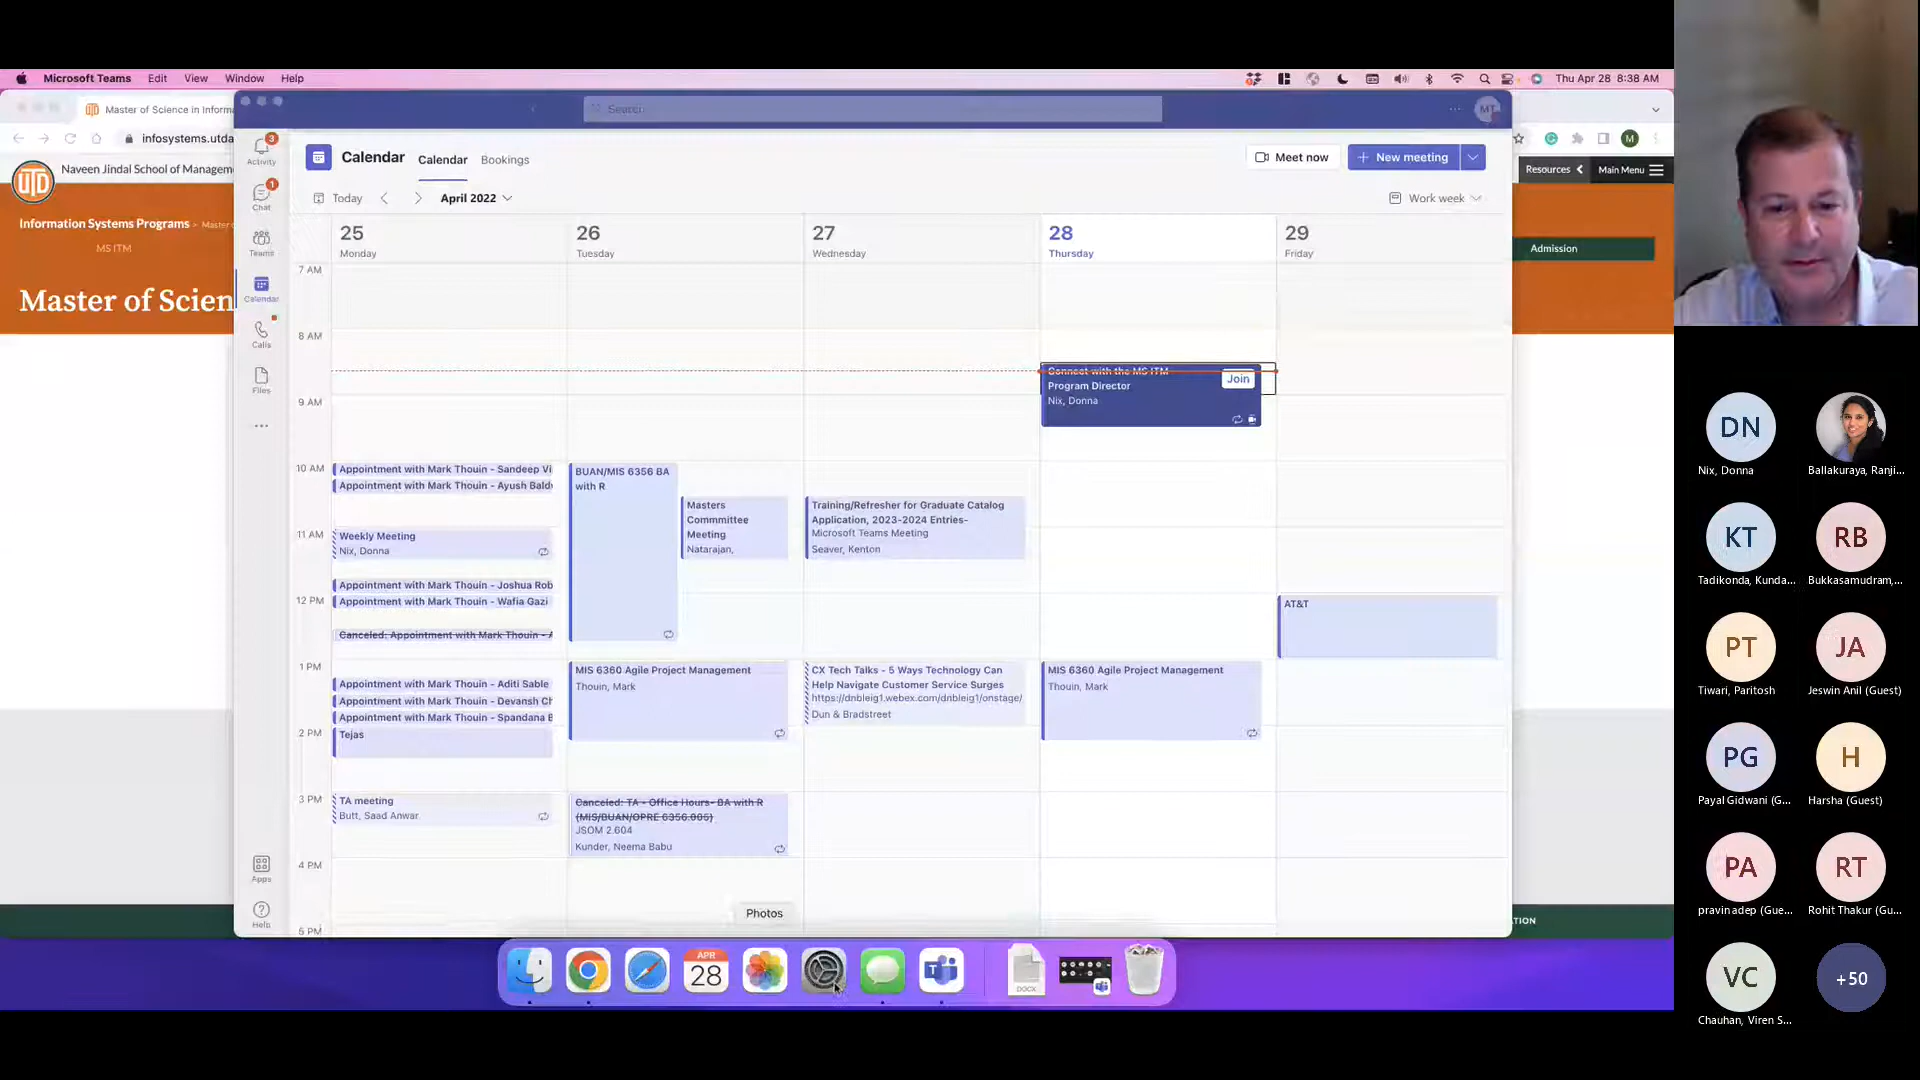 Microsoft Teams Edit View Window Help
Thu Apr 28 8:38 AM
Master of Science in Inform
Search
MT
infosystems.utda
M
UTD
Naveen Jindal School of Managem
Resources
Main Menu
Information Systems Programs > Master
MS ITM
Admission
Master of Scien
Activity
3
Chat
1
Teams
Calendar
Calls
Files
Apps
Help
Calendar
Calendar
Bookings
Meet now
New meeting
Today
April 2022
Work week
25
Monday
26
Tuesday
27
Wednesday
28
Thursday
29
Friday
7 AM
8 AM
9 AM
10 AM
11 AM
12 PM
1 PM
2 PM
3 PM
4 PM
5 PM
Appointment with Mark Thouin - Sandeep Vi
Appointment with Mark Thouin - Ayush Bald
Weekly Meeting
Nix, Donna
Appointment with Mark Thouin - Joshua Rob
Appointment with Mark Thouin - Wafia Gazi
Canceled: Appointment with Mark Thouin - A
Appointment with Mark Thouin - Aditi Sable
Appointment with Mark Thouin - Devansh Ch
Appointment with Mark Thouin - Spandana B
Tejas
TA meeting
Butt, Saad Anwar
BUAN/MIS 6356 BA
with R
Masters
Commmittee
Meeting
Natarajan,
MIS 6360 Agile Project Management
Thouin, Mark
Canceled: TA - Office Hours- BA with R
(MIS/BUAN/OPRE 6356.005)
JSOM 2.604
Kunder, Neema Babu
Training/Refresher for Graduate Catalog
Application, 2023-2024 Entries-
Microsoft Teams Meeting
Seaver, Kenton
CX Tech Talks - 5 Ways Technology Can
Help Navigate Customer Service Surges
https://dnbleig1.webex.com/dnbleig1/onstage/
Dun & Bradstreet
Connect with the MS ITM
Program Director
Nix, Donna
Join
MIS 6360 Agile Project Management
Thouin, Mark
AT&T
TION
Photos
APR
28
DOCX
DN
Nix, Donna
Ballakuraya, Ranji...
KT
Tadikonda, Kunda...
RB
Bukkasamudram,...
PT
Tiwari, Paritosh
JA
Jeswin Anil (Guest)
PG
Payal Gidwani (G...
H
Harsha (Guest)
PA
pravin adep (Gue...
RT
Rohit Thakur (Gu...
VC
Chauhan, Viren S...
+50